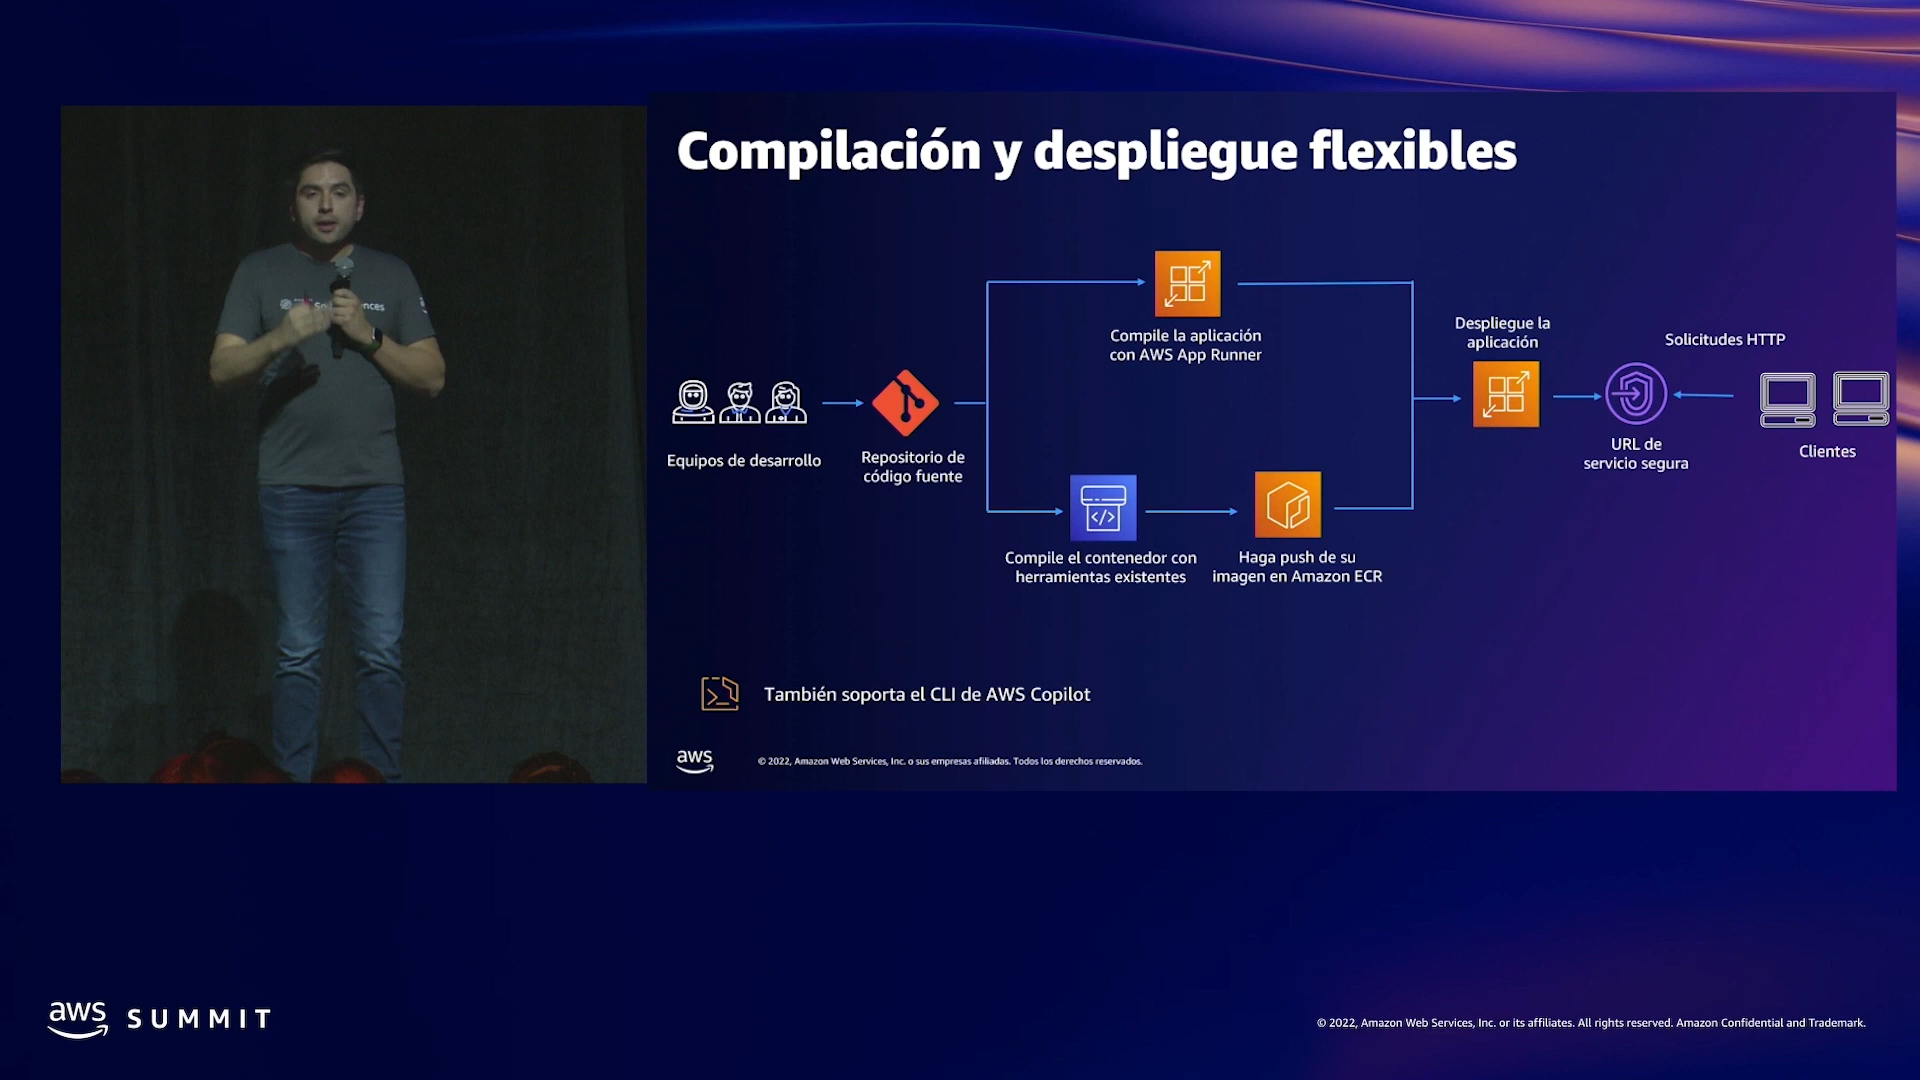 Compilación y despliegue flexibles
Compile la aplicación
con AWS App Runner
Despliegue la
aplicación
Solicitudes HTTP
Equipos de desarrollo
Repositorio de
código fuente
URL de
servicio segura
Clientes
Compile el contenedor con
herramientas existentes
Haga push de su
imagen en Amazon ECR
También soporta el CLI de AWS Copilot
aws
© 2022, Amazon Web Services, Inc. o sus empresas afiliadas. Todos los derechos reservados.
aws SUMMIT
© 2022, Amazon Web Services, Inc. or its affiliates. All rights reserved. Amazon Confidential and Trademark.